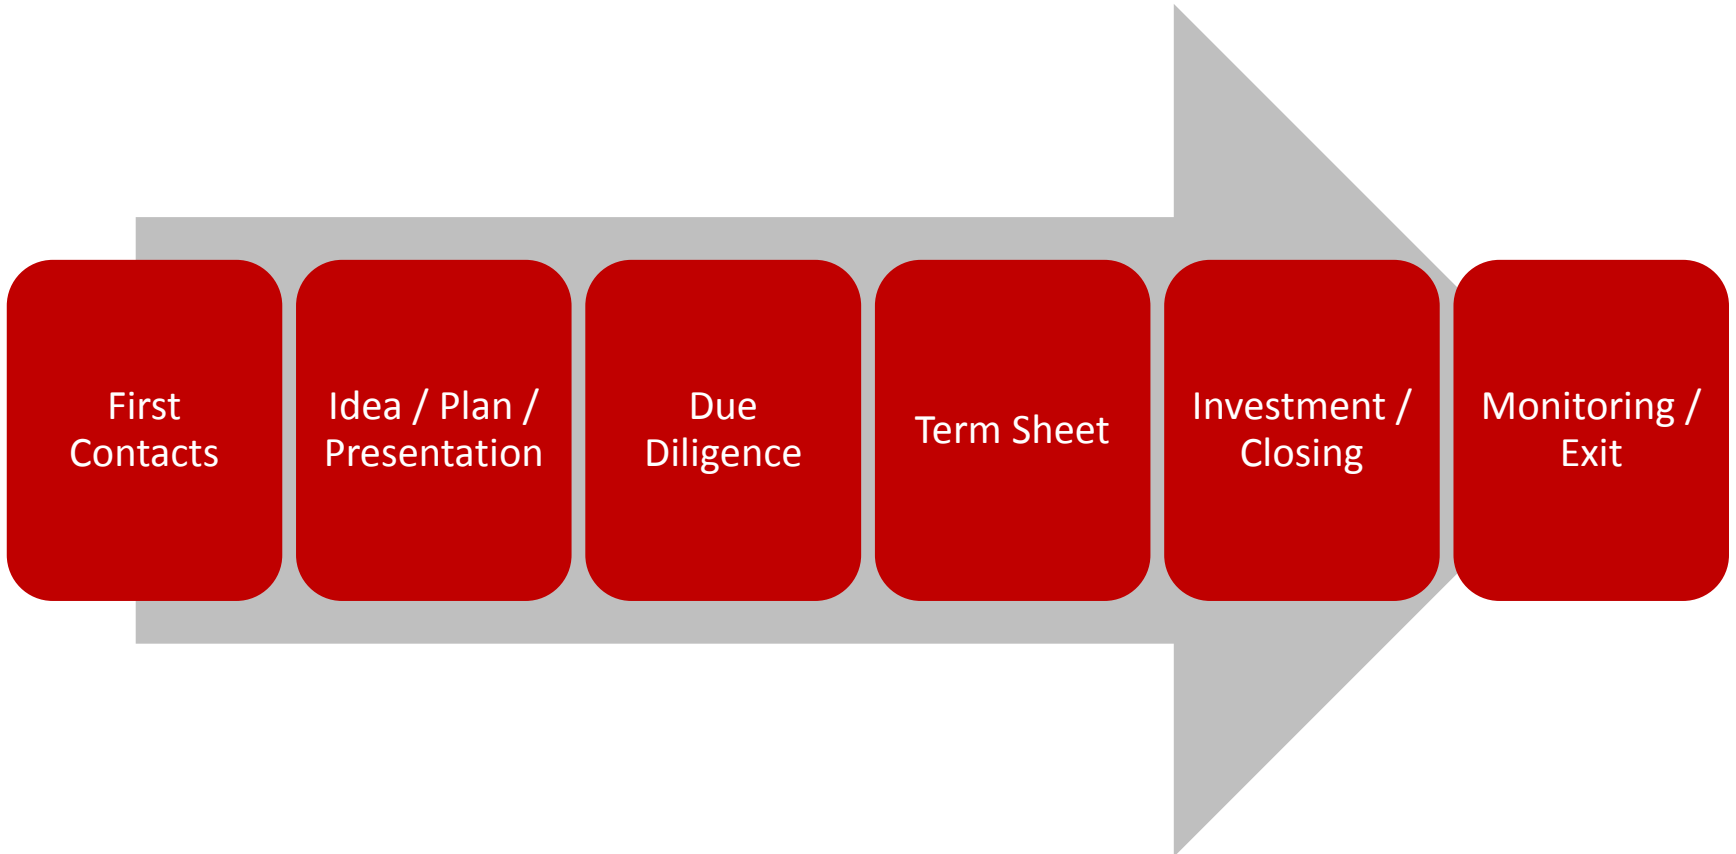 First
Contacts
Idea / Plan /
Presentation
Due
Diligence
Term Sheet
Investment /
Closing
Monitoring /
Exit